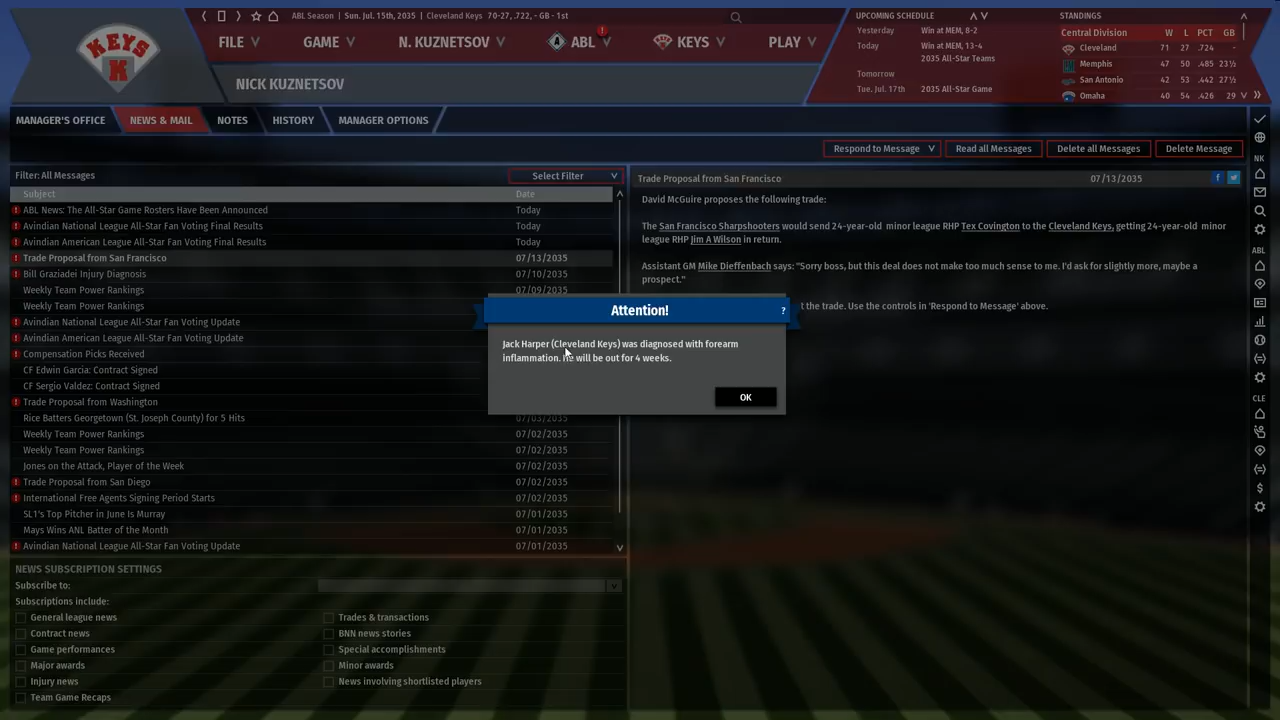 ABL Season | Sun. Jul. 15th, 2035 | Cleveland Keys 70-27, .722, - GB - 1st
KEYS
K
FILE GAME N. KUZNETSOV ABL KEYS PLAY
NICK KUZNETSOV
UPCOMING SCHEDULE
Yesterday Win at MEM, 8-2
Today Win at MEM, 13-4
2035 All-Star Teams
Tomorrow
Tue. Jul. 17th 2035 All-Star Game
STANDINGS
Central Division W L PCT GB
Cleveland 71 27 .724 -
Memphis 47 50 .485 23½
San Antonio 42 53 .442 27½
Omaha 40 54 .426 29
MANAGER'S OFFICE NEWS & MAIL NOTES HISTORY MANAGER OPTIONS
Respond to Message Read all Messages Delete all Messages Delete Message
Filter: All Messages Select Filter
Subject Date
ABL News: The All-Star Game Rosters Have Been Announced Today
Avindian National League All-Star Fan Voting Final Results Today
Avindian American League All-Star Fan Voting Final Results Today
Trade Proposal from San Francisco 07/13/2035
Bill Graziadei Injury Diagnosis 07/10/2035
Weekly Team Power Rankings 07/09/2035
Weekly Team Power Rankings
Avindian National League All-Star Fan Voting Update
Avindian American League All-Star Fan Voting Update
Compensation Picks Received
CF Edwin Garcia: Contract Signed
CF Sergio Valdez: Contract Signed
Trade Proposal from Washington
Rice Batters Georgetown (St. Joseph County) for 5 Hits 07/03/2035
Weekly Team Power Rankings 07/02/2035
Weekly Team Power Rankings 07/02/2035
Jones on the Attack, Player of the Week 07/02/2035
Trade Proposal from San Diego 07/02/2035
International Free Agents Signing Period Starts 07/02/2035
SL1's Top Pitcher in June Is Murray 07/01/2035
Mays Wins ANL Batter of the Month 07/01/2035
Avindian National League All-Star Fan Voting Update 07/01/2035
Trade Proposal from San Francisco 07/13/2035
David McGuire proposes the following trade:
The San Francisco Sharpshooters would send 24-year-old minor league RHP Tex Covington to the Cleveland Keys, getting 24-year-old minor
league RHP Jim A Wilson in return.
Assistant GM Mike Dieffenbach says: "Sorry boss, but this deal does not make too much sense to me. I'd ask for slightly more, maybe a
prospect."
t the trade. Use the controls in 'Respond to Message' above.
Attention! ?
Jack Harper (Cleveland Keys) was diagnosed with forearm
inflammation. He will be out for 4 weeks.
OK
NEWS SUBSCRIPTION SETTINGS
Subscribe to:
Subscriptions include:
General league news Trades & transactions
Contract news BNN news stories
Game performances Special accomplishments
Major awards Minor awards
Injury news News involving shortlisted players
Team Game Recaps
NK
ABL
CLE